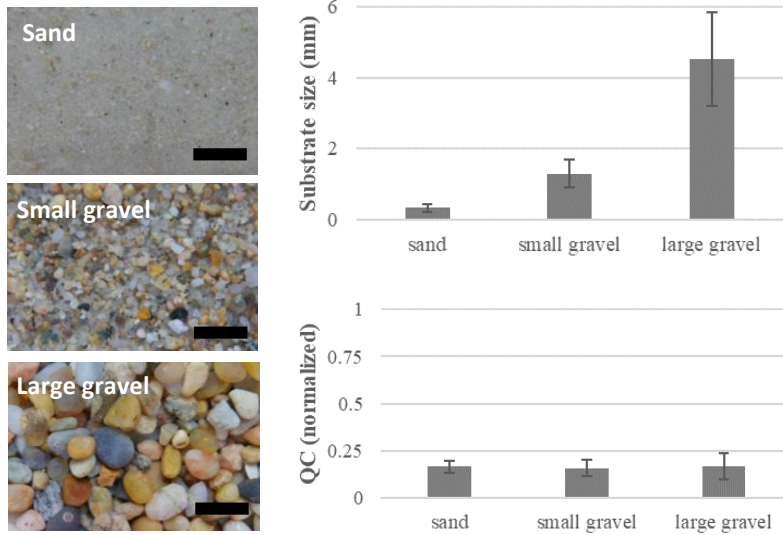 Sand
Small gravel
Large gravel
Substrate size (mm)
6
4
2
0
sand small gravel large gravel
QC (normalized)
1
0.75
0.5
0.25
0
sand small gravel large gravel